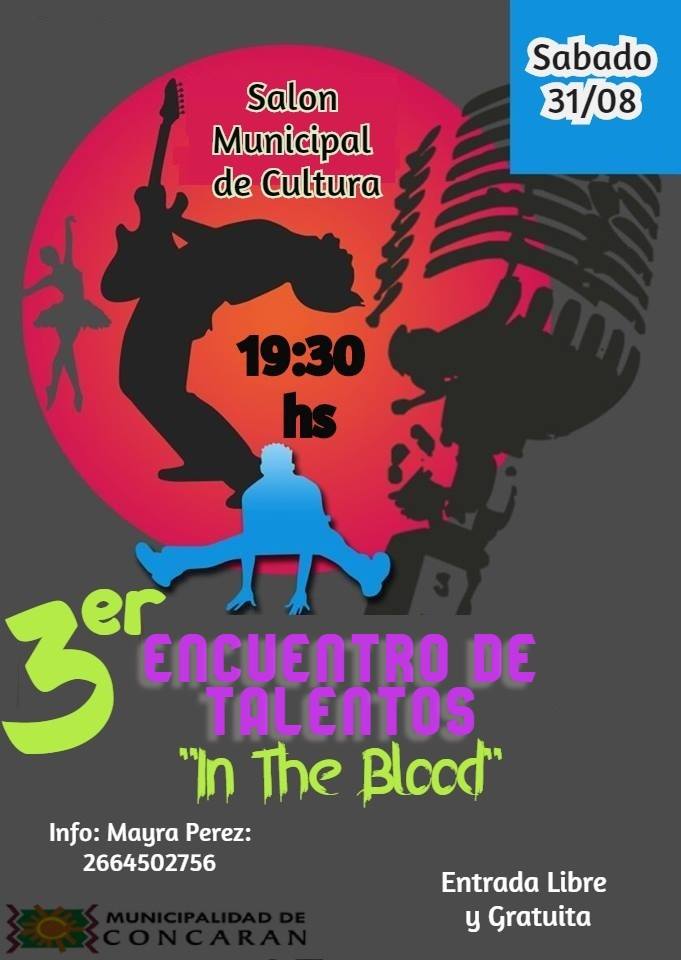 Sabado
31/08
Salon
Municipal
de Cultura
19:30
hs
3er
ENCUENTRO DE
TALENTOS
"In The Blood"
Info: Mayra Perez:
2664502756
Entrada Libre
y Gratuita
MUNICIPALIDAD DE
CONCARAN